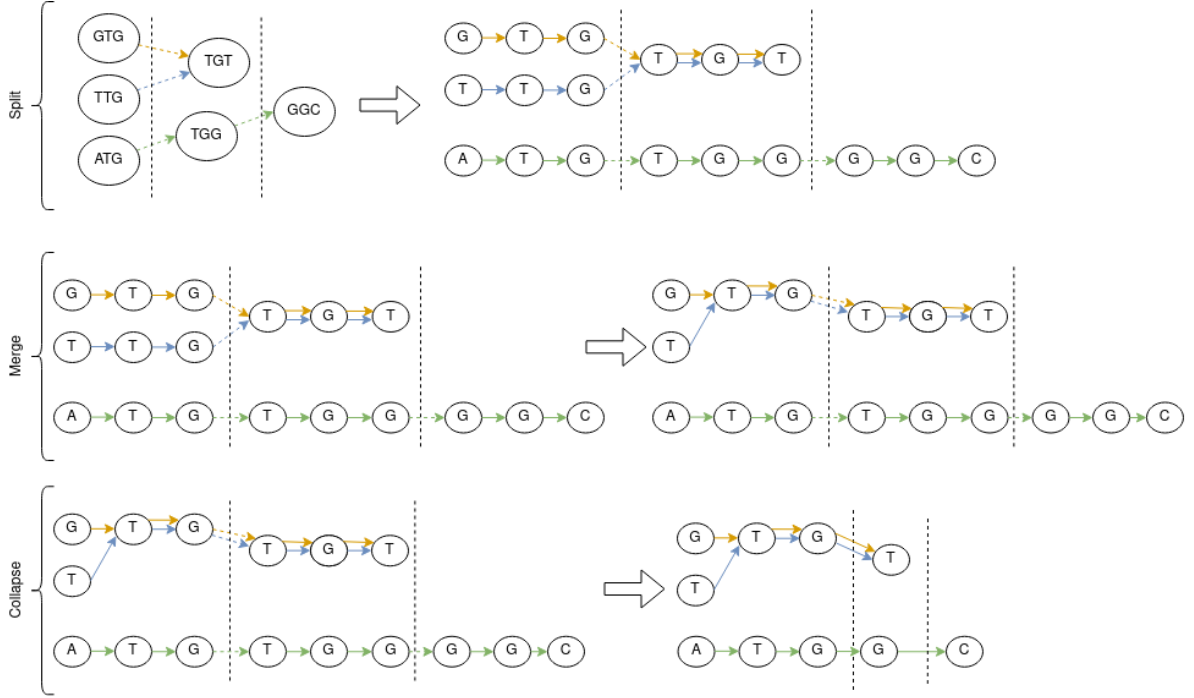 Split
GTG
TTG
ATG
TGT
TGG
GGC
G T G
T T G
T G T
A T G T G G G G C
Merge
G T G
T T G
T G T
A T G T G G G G C
G T G
T
T G T
A T G T G G G G C
Collapse
G T G
T G T
T
A T G T G G G G C
G T G
T
T
A T G G C